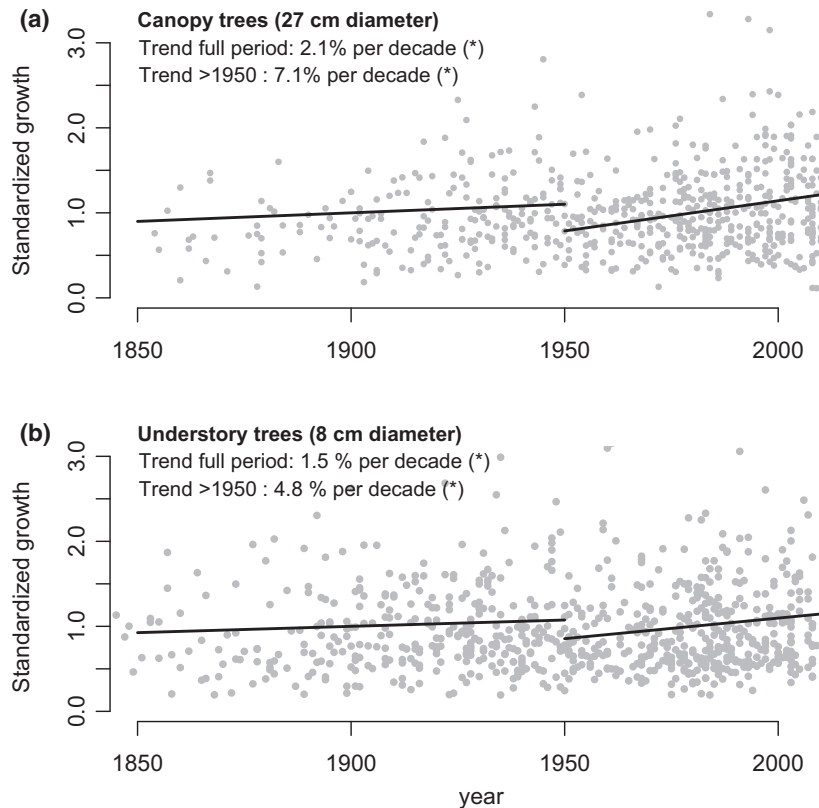 (a) Canopy trees (27 cm diameter)
Trend full period: 2.1% per decade (*)
Trend >1950 : 7.1% per decade (*)
Standardized growth
3.0
2.0
1.0
0.0
1850 1900 1950 2000
(b) Understory trees (8 cm diameter)
Trend full period: 1.5 % per decade (*)
Trend >1950 : 4.8 % per decade (*)
Standardized growth
3.0
2.0
1.0
0.0
1850 1900 1950 2000
year